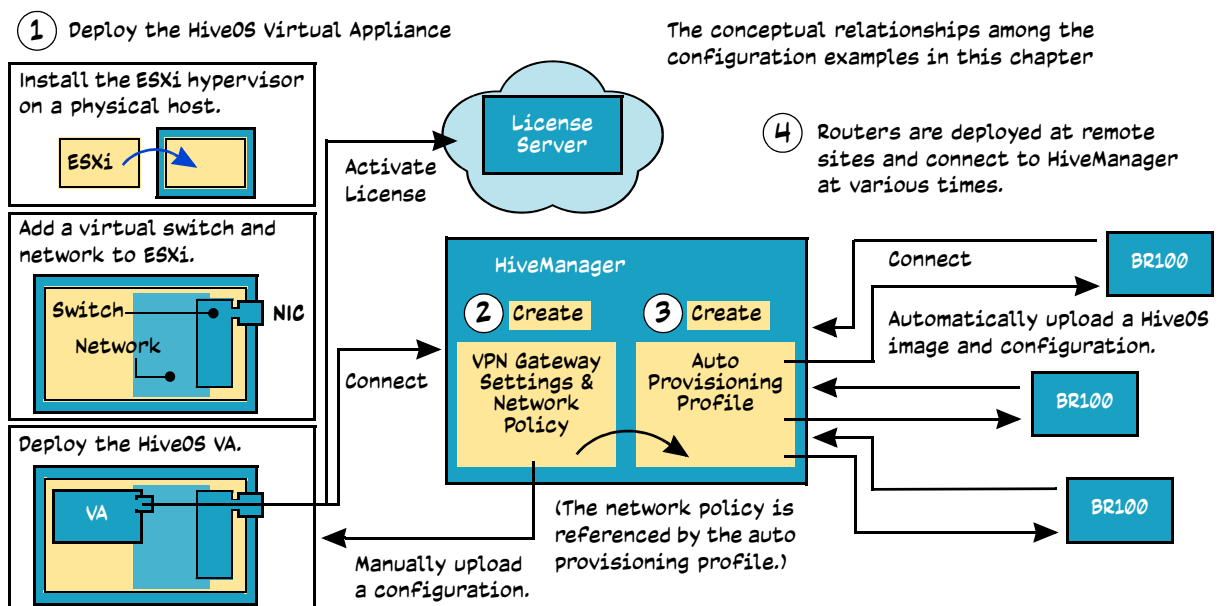 1 Deploy the HiveOS Virtual Appliance
The conceptual relationships among the
configuration examples in this chapter
Install the ESXi hypervisor
on a physical host.
ESXi
Add a virtual switch and
network to ESXi.
Switch
Network
NIC
Deploy the HiveOS VA.
VA
Activate
License
License
Server
Connect
HiveManager
2 Create
VPN Gateway
Settings &
Network
Policy
3 Create
Auto
Provisioning
Profile
(The network policy is
referenced by the auto
provisioning profile.)
Manually upload
a configuration.
4 Routers are deployed at remote
sites and connect to HiveManager
at various times.
Connect
BR100
Automatically upload a HiveOS
image and configuration.
BR100
BR100